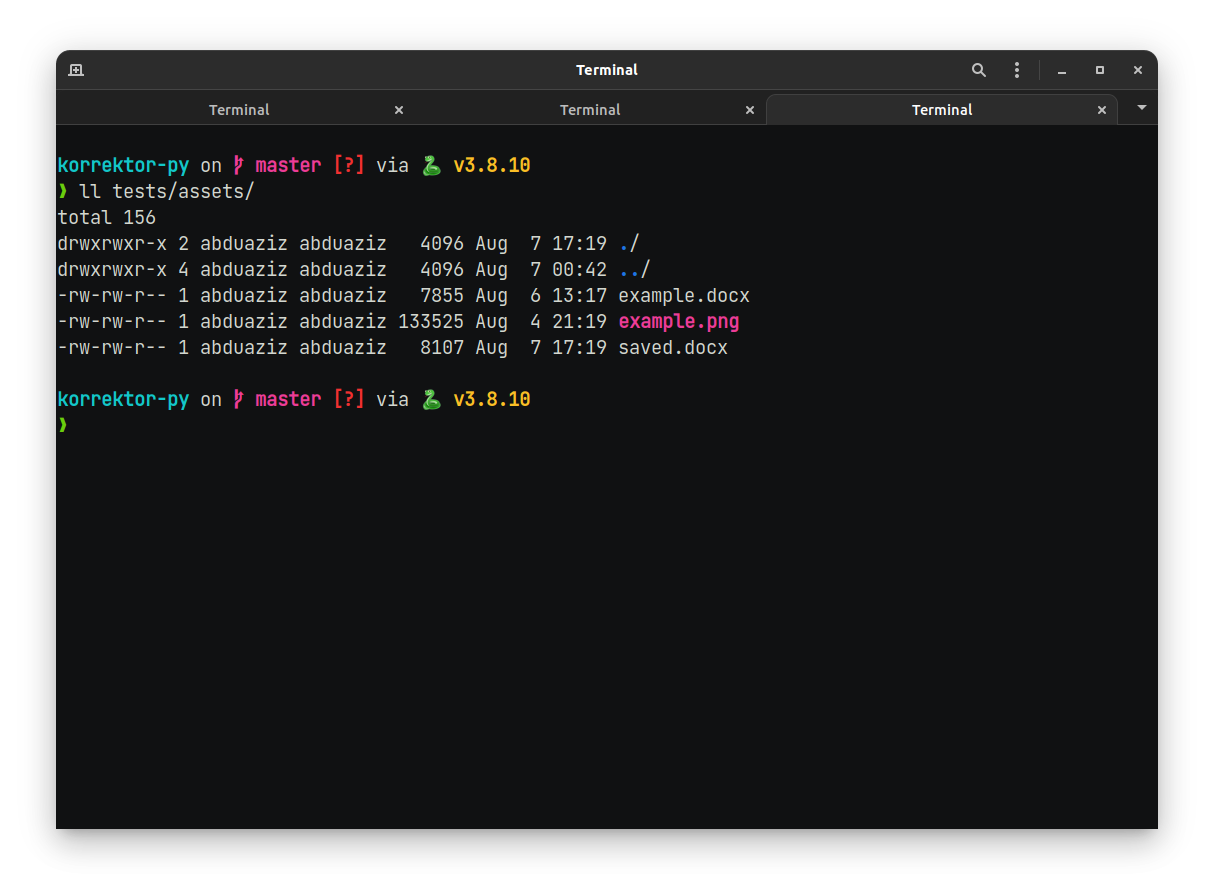 Terminal
Terminal Terminal Terminal
korrektor-py on master [?] via 🐍 v3.8.10
❱ ll tests/assets/
total 156
drwxrwxr-x 2 abduaziz abduaziz   4096 Aug  7 17:19 ./
drwxrwxr-x 4 abduaziz abduaziz   4096 Aug  7 00:42 ../
-rw-rw-r-- 1 abduaziz abduaziz   7855 Aug  6 13:17 example.docx
-rw-rw-r-- 1 abduaziz abduaziz 133525 Aug  4 21:19 example.png
-rw-rw-r-- 1 abduaziz abduaziz   8107 Aug  7 17:19 saved.docx
korrektor-py on master [?] via 🐍 v3.8.10
❱